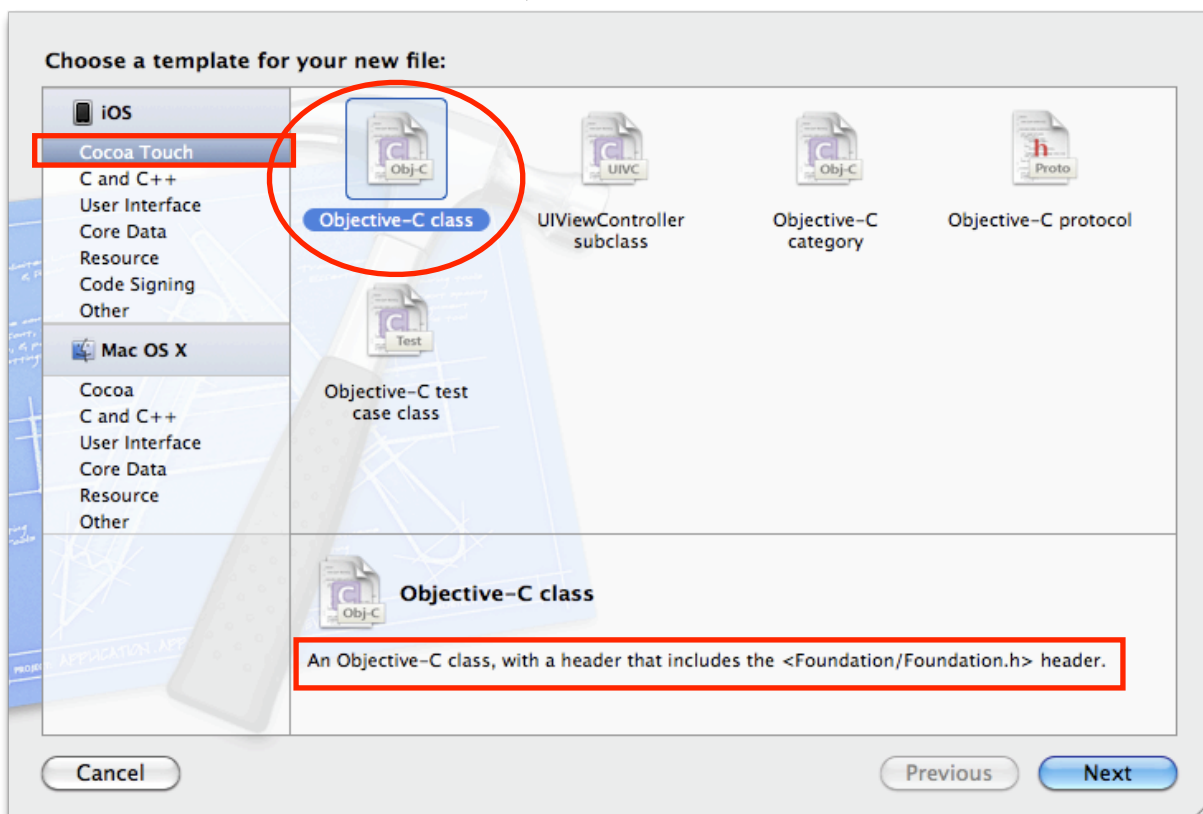 Choose a template for your new file:
iOS
Cocoa Touch
C and C++
User Interface
Core Data
Resource
Code Signing
Other
Mac OS X
Cocoa
C and C++
User Interface
Core Data
Resource
Other
Obj-C
Objective-C class
UIVC
UIViewController
subclass
Obj-C
Objective-C
category
h
Proto
Objective-C protocol
C
Test
Objective-C test
case class
Obj-C
Objective-C class
An Objective-C class, with a header that includes the <Foundation/Foundation.h> header.
APPLICATION
Cancel
Previous
Next